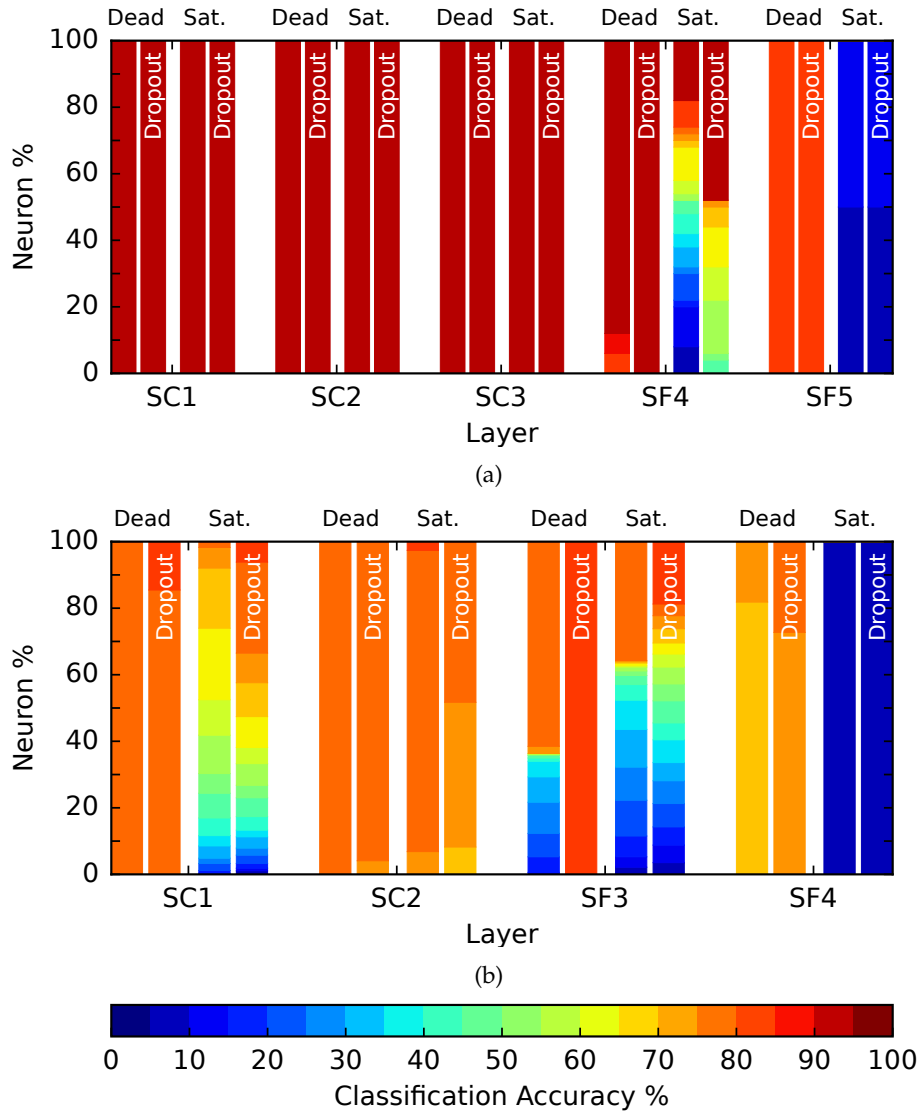 Dead Sat. Dead Sat. Dead Sat. Dead Sat. Dead Sat.
100
80
60
40
20
0
Neuron %
Dropout Dropout Dropout Dropout Dropout Dropout Dropout Dropout Dropout Dropout
SC1 SC2 SC3 SF4 SF5
Layer
(a)
Dead Sat. Dead Sat. Dead Sat. Dead Sat.
100
80
60
40
20
0
Neuron %
Dropout Dropout Dropout Dropout Dropout Dropout Dropout Dropout
SC1 SC2 SF3 SF4
Layer
(b)
0 10 20 30 40 50 60 70 80 90 100
Classification Accuracy %